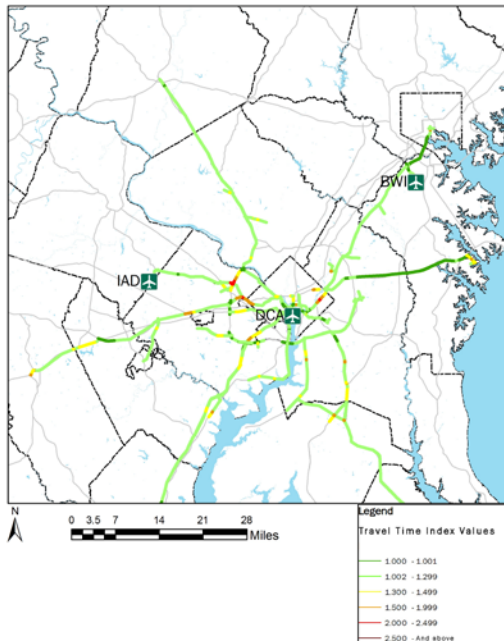 BWI
IAD
DCA
N
0 3.5 7 14 21 28
Miles
Legend
Travel Time Index Values
1.000 - 1.001
1.002 - 1.299
1.300 - 1.499
1.500 - 1.999
2.000 - 2.499
2.500 - And above